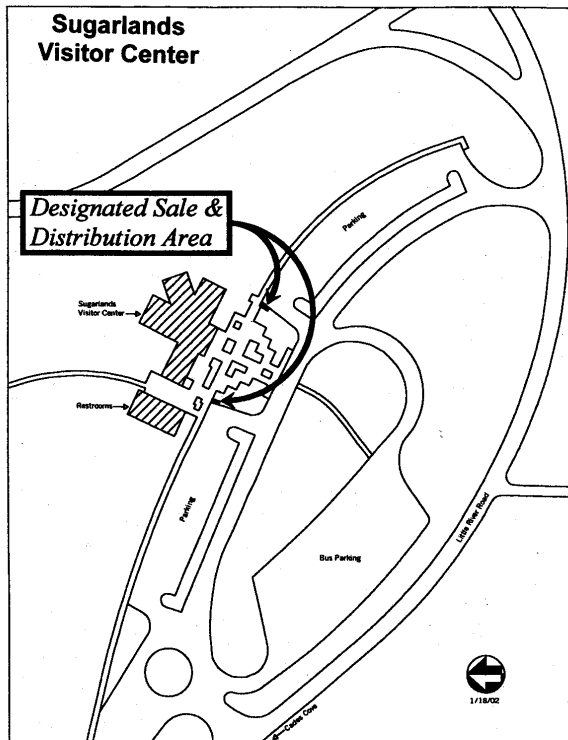 Sugarlands
Visitor Center
Designated Sale &
Distribution Area
Parking
Sugarlands
Visitor Center
Restrooms
Parking
Bus Parking
Little River Road
Cades Cove
1/18/02